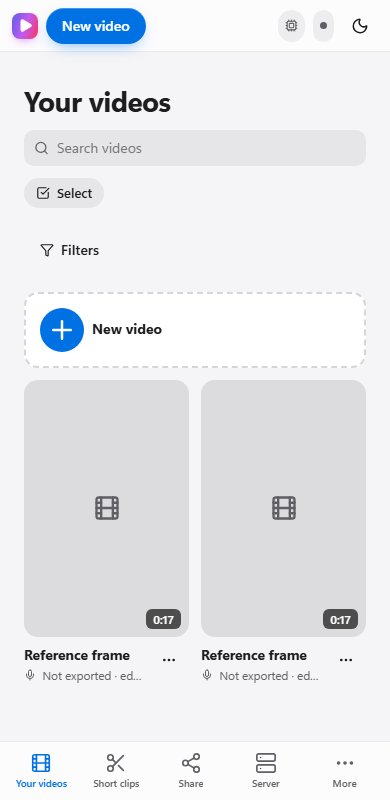 New video
Your videos
Search videos
Select
Filters
New video
0:17
0:17
Reference frame
Reference frame
Not exported · ed...
Not exported · ed...
Your videos
Short clips
Share
Server
More